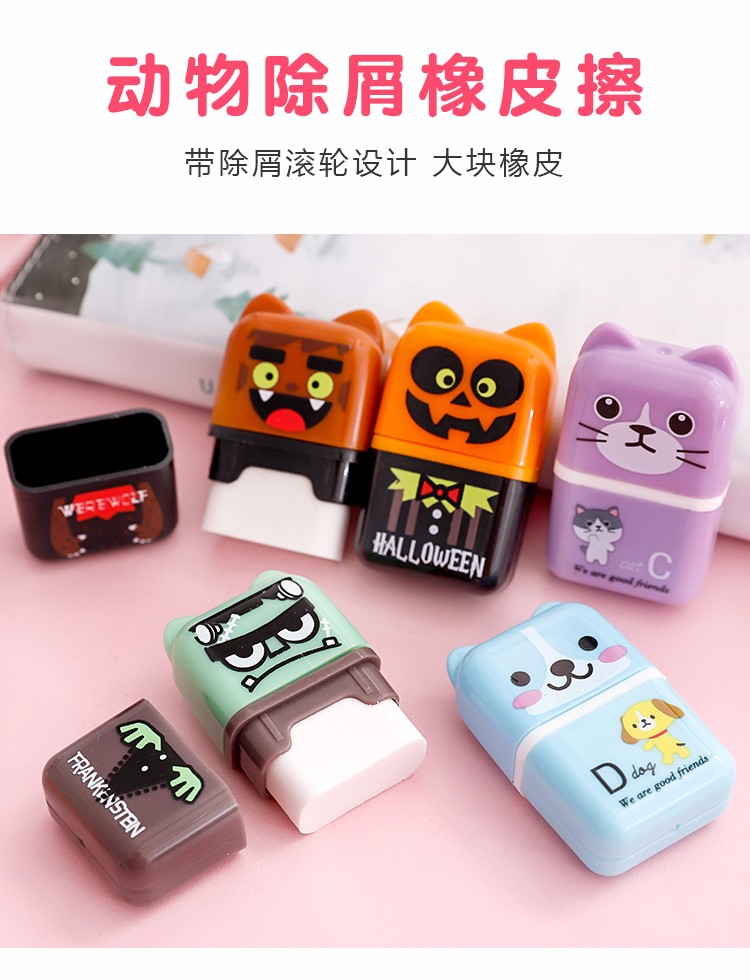 动物除屑橡皮擦
带除屑滚轮设计 大块橡皮
U
WEREWOLF
HALLOWEEN
cat C
We are good friends
FRANKENSTEIN
D dog
We are good friends